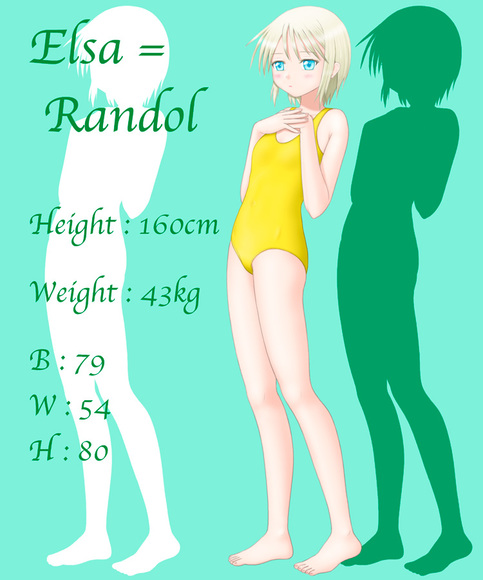 Elsa =
Randol
Height : 160cm
Weight : 43kg
B : 79
W : 54
H : 80